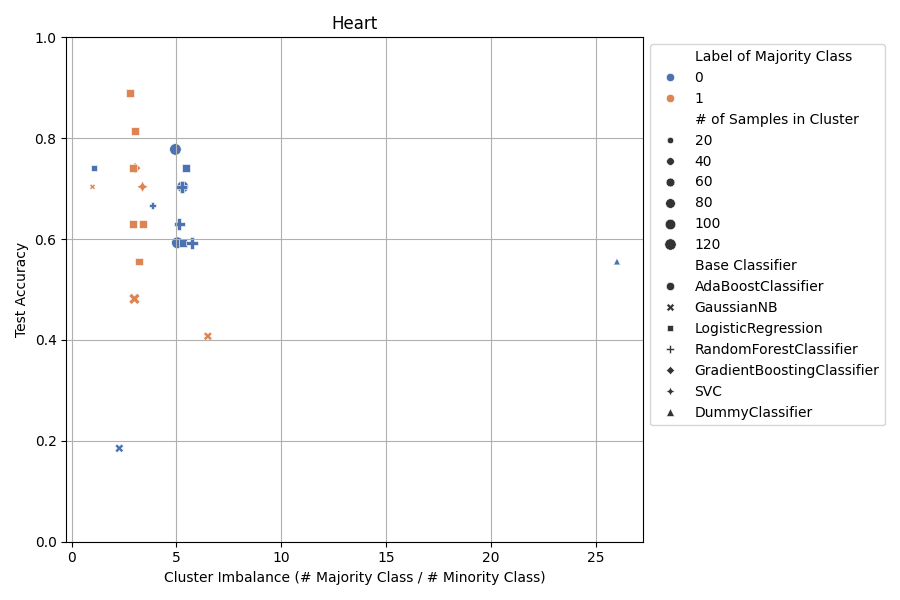 Heart
1.0
0.8
0.6
0.4
0.2
0.0
Test Accuracy
0
5
10
15
20
25
Cluster Imbalance (# Majority Class / # Minority Class)
Label of Majority Class
0
1
# of Samples in Cluster
20
40
60
80
100
120
Base Classifier
AdaBoostClassifier
GaussianNB
LogisticRegression
RandomForestClassifier
GradientBoostingClassifier
SVC
DummyClassifier